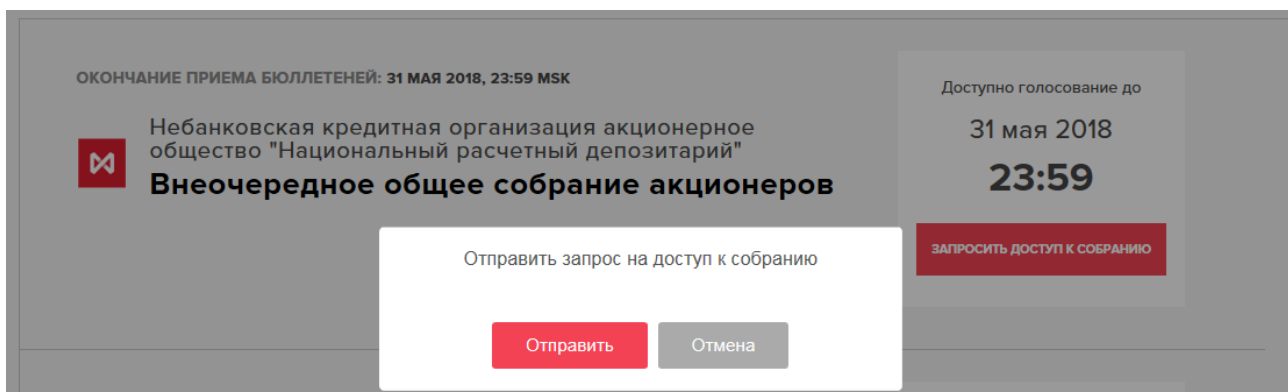 ОКОНЧАНИЕ ПРИЕМА БЮЛЛЕТЕНЕЙ: 31 МАЯ 2018, 23:59 MSK
Небанковская кредитная организация акционерное
общество "Национальный расчетный депозитарий"
Внеочередное общее собрание акционеров
Доступно голосование до
31 мая 2018
23:59
ЗАПРОСИТЬ ДОСТУП К СОБРАНИЮ
Отправить запрос на доступ к собранию
Отправить
Отмена